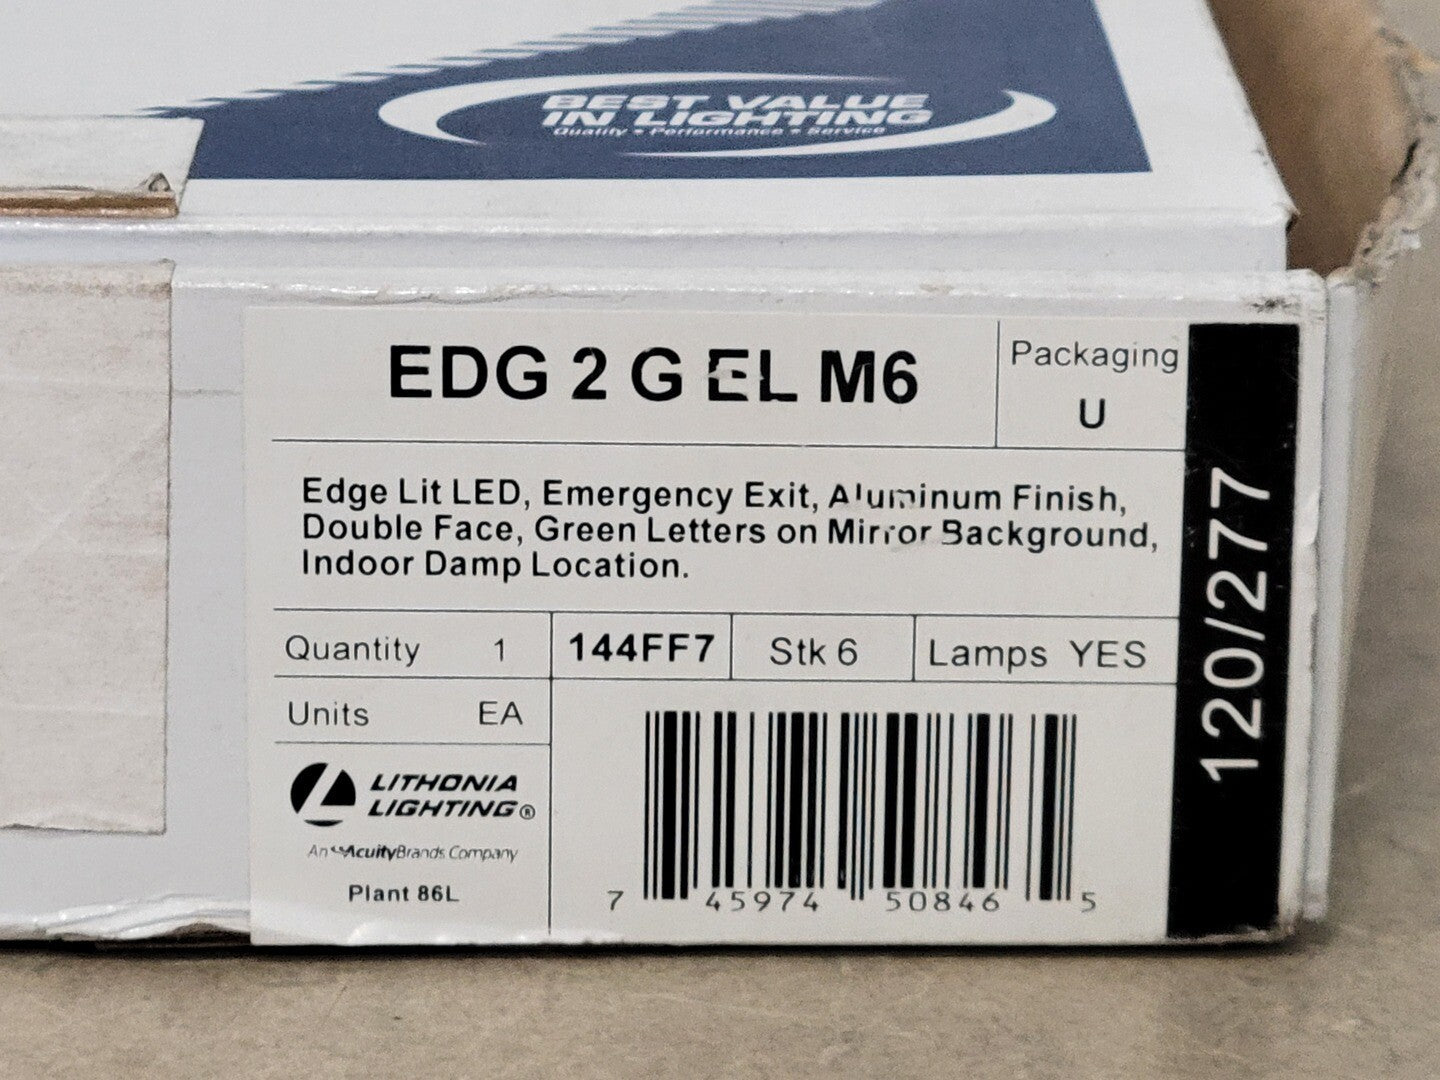 BEST VALUE
IN LIGHTING
Quality • Performance • Service
EDG 2 G EL M6
Packaging
U
Edge Lit LED, Emergency Exit, Aluminum Finish,
Double Face, Green Letters on Mirror Background,
Indoor Damp Location.
120/277
Quantity 1
144FF7
Stk 6
Lamps YES
Units EA
LITHONIA
LIGHTING®
An AcuityBrands Company
Plant 86L
7 45974 50846 5